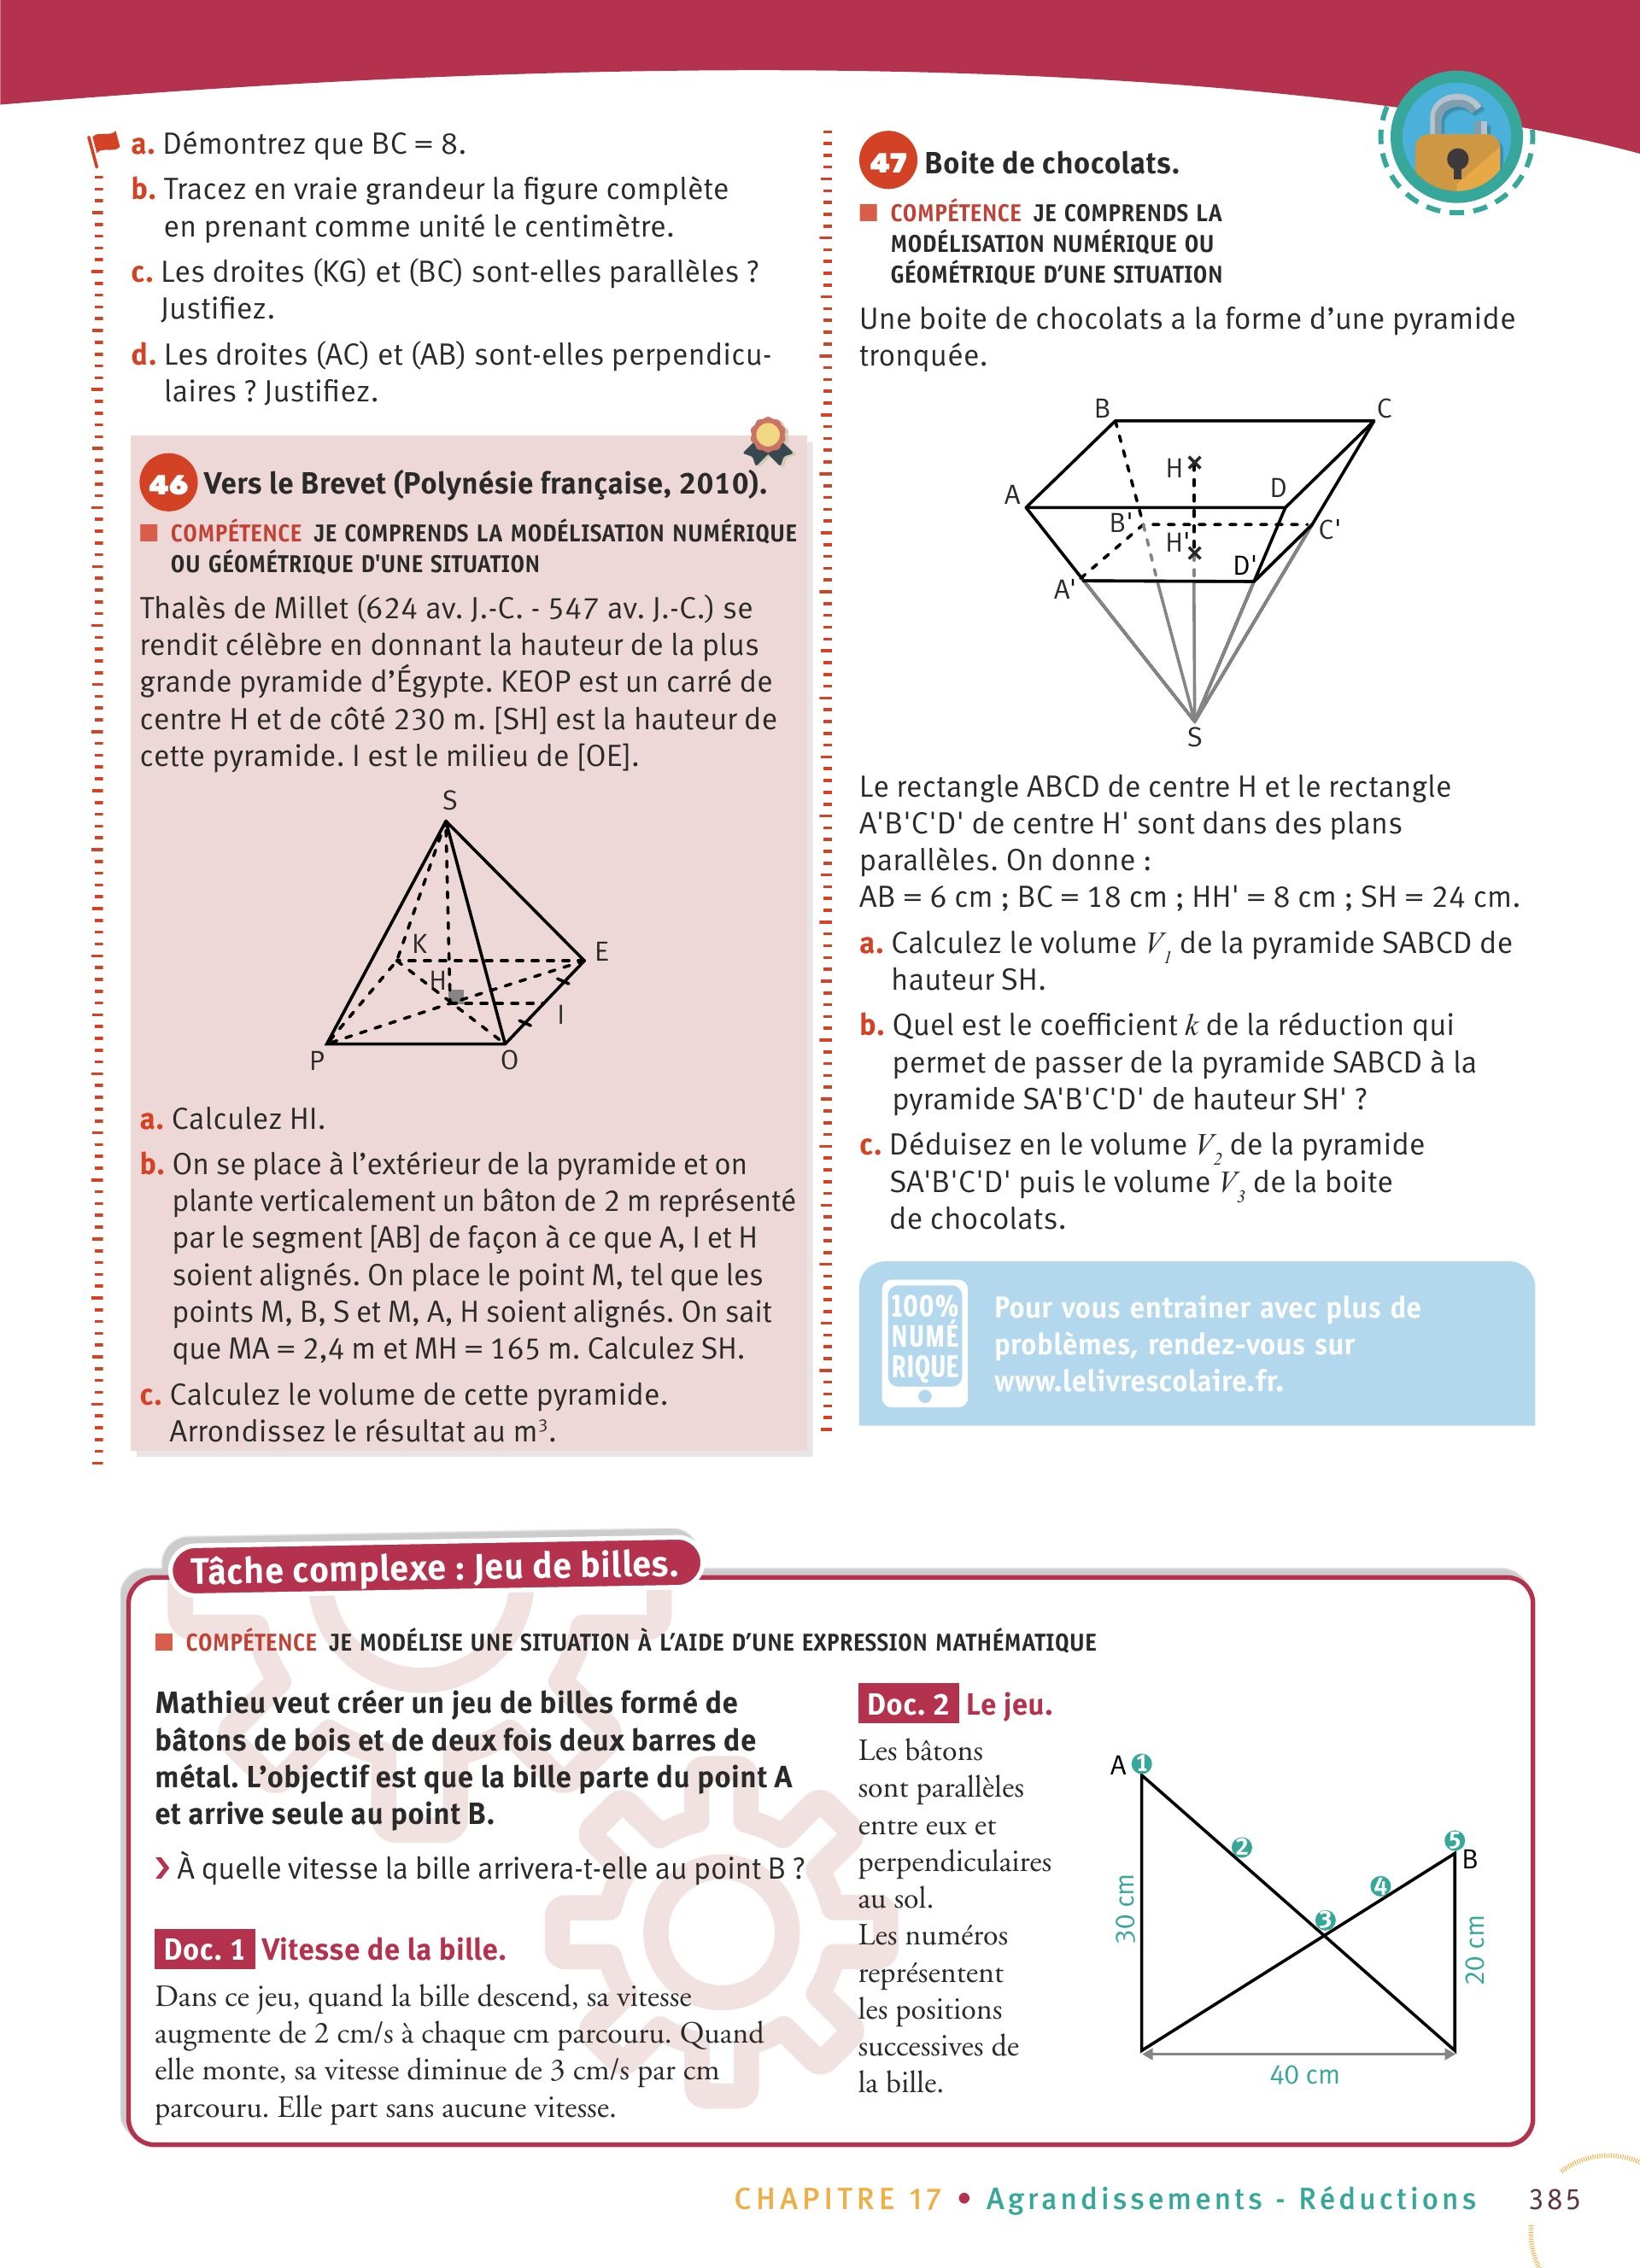 a. Démontrez que BC = 8.
b. Tracez en vraie grandeur la figure complète
en prenant comme unité le centimètre.
c. Les droites (KG) et (BC) sont-elles parallèles ?
Justifiez.
d. Les droites (AC) et (AB) sont-elles perpendicu-
laires ? Justifiez.
46 Vers le Brevet (Polynésie française, 2010).
COMPÉTENCE JE COMPRENDS LA MODÉLISATION NUMÉRIQUE
OU GÉOMÉTRIQUE D'UNE SITUATION
Thalès de Millet (624 av. J.-C. - 547 av. J.-C.) se
rendit célèbre en donnant la hauteur de la plus
grande pyramide d’Égypte. KEOP est un carré de
centre H et de côté 230 m. [SH] est la hauteur de
cette pyramide. I est le milieu de [OE].
S
K
E
H
I
P
O
a. Calculez HI.
b. On se place à l’extérieur de la pyramide et on
plante verticalement un bâton de 2 m représenté
par le segment [AB] de façon à ce que A, I et H
soient alignés. On place le point M, tel que les
points M, B, S et M, A, H soient alignés. On sait
que MA = 2,4 m et MH = 165 m. Calculez SH.
c. Calculez le volume de cette pyramide.
Arrondissez le résultat au m³.
47 Boite de chocolats.
COMPÉTENCE JE COMPRENDS LA
MODÉLISATION NUMÉRIQUE OU
GÉOMÉTRIQUE D’UNE SITUATION
Une boite de chocolats a la forme d’une pyramide
tronquée.
B
C
H
A
D
B'
C'
H'
D'
A'
S
Le rectangle ABCD de centre H et le rectangle
A'B'C'D' de centre H' sont dans des plans
parallèles. On donne :
AB = 6 cm ; BC = 18 cm ; HH' = 8 cm ; SH = 24 cm.
a. Calculez le volume V₁ de la pyramide SABCD de
hauteur SH.
b. Quel est le coefficient k de la réduction qui
permet de passer de la pyramide SABCD à la
pyramide SA'B'C'D' de hauteur SH' ?
c. Déduisez en le volume V₂ de la pyramide
SA'B'C'D' puis le volume V₃ de la boite
de chocolats.
100%
NUMÉ
RIQUE
Pour vous entrainer avec plus de
problèmes, rendez-vous sur
www.lelivrescolaire.fr.
Tâche complexe : Jeu de billes.
COMPÉTENCE JE MODÉLISE UNE SITUATION À L’AIDE D’UNE EXPRESSION MATHÉMATIQUE
Mathieu veut créer un jeu de billes formé de
bâtons de bois et de deux fois deux barres de
métal. L’objectif est que la bille parte du point A
et arrive seule au point B.
❯ À quelle vitesse la bille arrivera-t-elle au point B ?
Doc. 1 Vitesse de la bille.
Dans ce jeu, quand la bille descend, sa vitesse
augmente de 2 cm/s à chaque cm parcouru. Quand
elle monte, sa vitesse diminue de 3 cm/s par cm
parcouru. Elle part sans aucune vitesse.
Doc. 2 Le jeu.
Les bâtons
sont parallèles
entre eux et
perpendiculaires
au sol.
Les numéros
représentent
les positions
successives de
la bille.
A 1
2
5
B
4
3
30 cm
20 cm
40 cm
CHAPITRE 17 • Agrandissements - Réductions 385